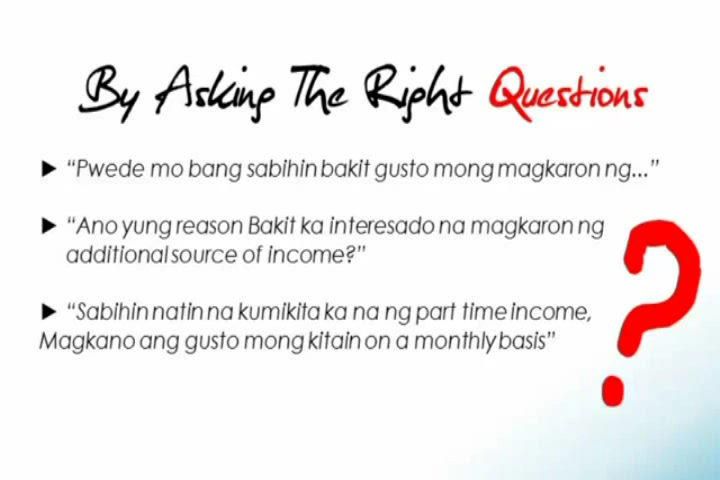 By Asking The Right Questions
► “Pwede mo bang sabihin bakit gusto mong magkaron ng...”
► “Ano yung reason Bakit ka interesado na magkaron ng
additional source of income?”
► “Sabihin natin na kumikita ka na ng part time income,
Magkano ang gusto mong kitain on a monthly basis”
?